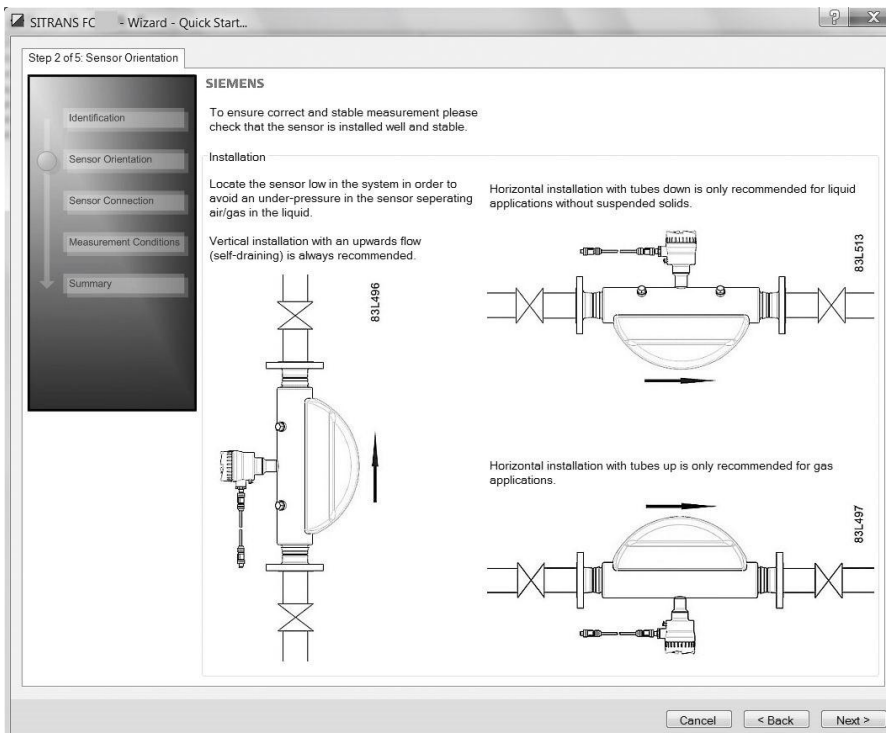 SITRANS FC - Wizard - Quick Start...
Step 2 of 5: Sensor Orientation
Identification
Sensor Orientation
Sensor Connection
Measurement Conditions
Summary
SIEMENS
To ensure correct and stable measurement please
check that the sensor is installed well and stable.
Installation
Locate the sensor low in the system in order to
avoid an under-pressure in the sensor seperating
air/gas in the liquid.
Vertical installation with an upwards flow
(self-draining) is always recommended.
83L496
Horizontal installation with tubes down is only recommended for liquid
applications without suspended solids.
83L513
Horizontal installation with tubes up is only recommended for gas
applications.
83L497
Cancel
< Back
Next >